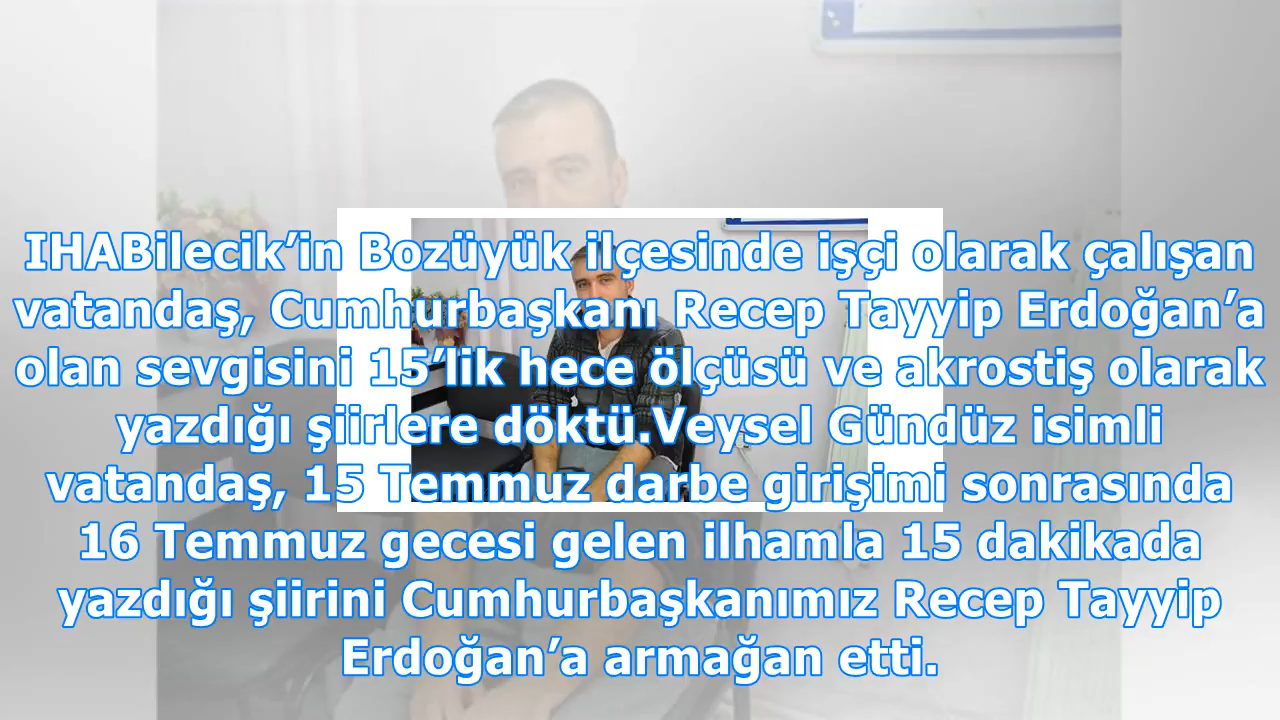 IHABilecik’in Bozüyük ilçesinde işçi olarak çalışan
vatandaş, Cumhurbaşkanı Recep Tayyip Erdoğan’a
olan sevgisini 15’lik hece ölçüsü ve akrostiş olarak
yazdığı şiirlere döktü.Veysel Gündüz isimli
vatandaş, 15 Temmuz darbe girişimi sonrasında
16 Temmuz gecesi gelen ilhamla 15 dakikada
yazdığı şiirini Cumhurbaşkanımız Recep Tayyip
Erdoğan’a armağan etti.